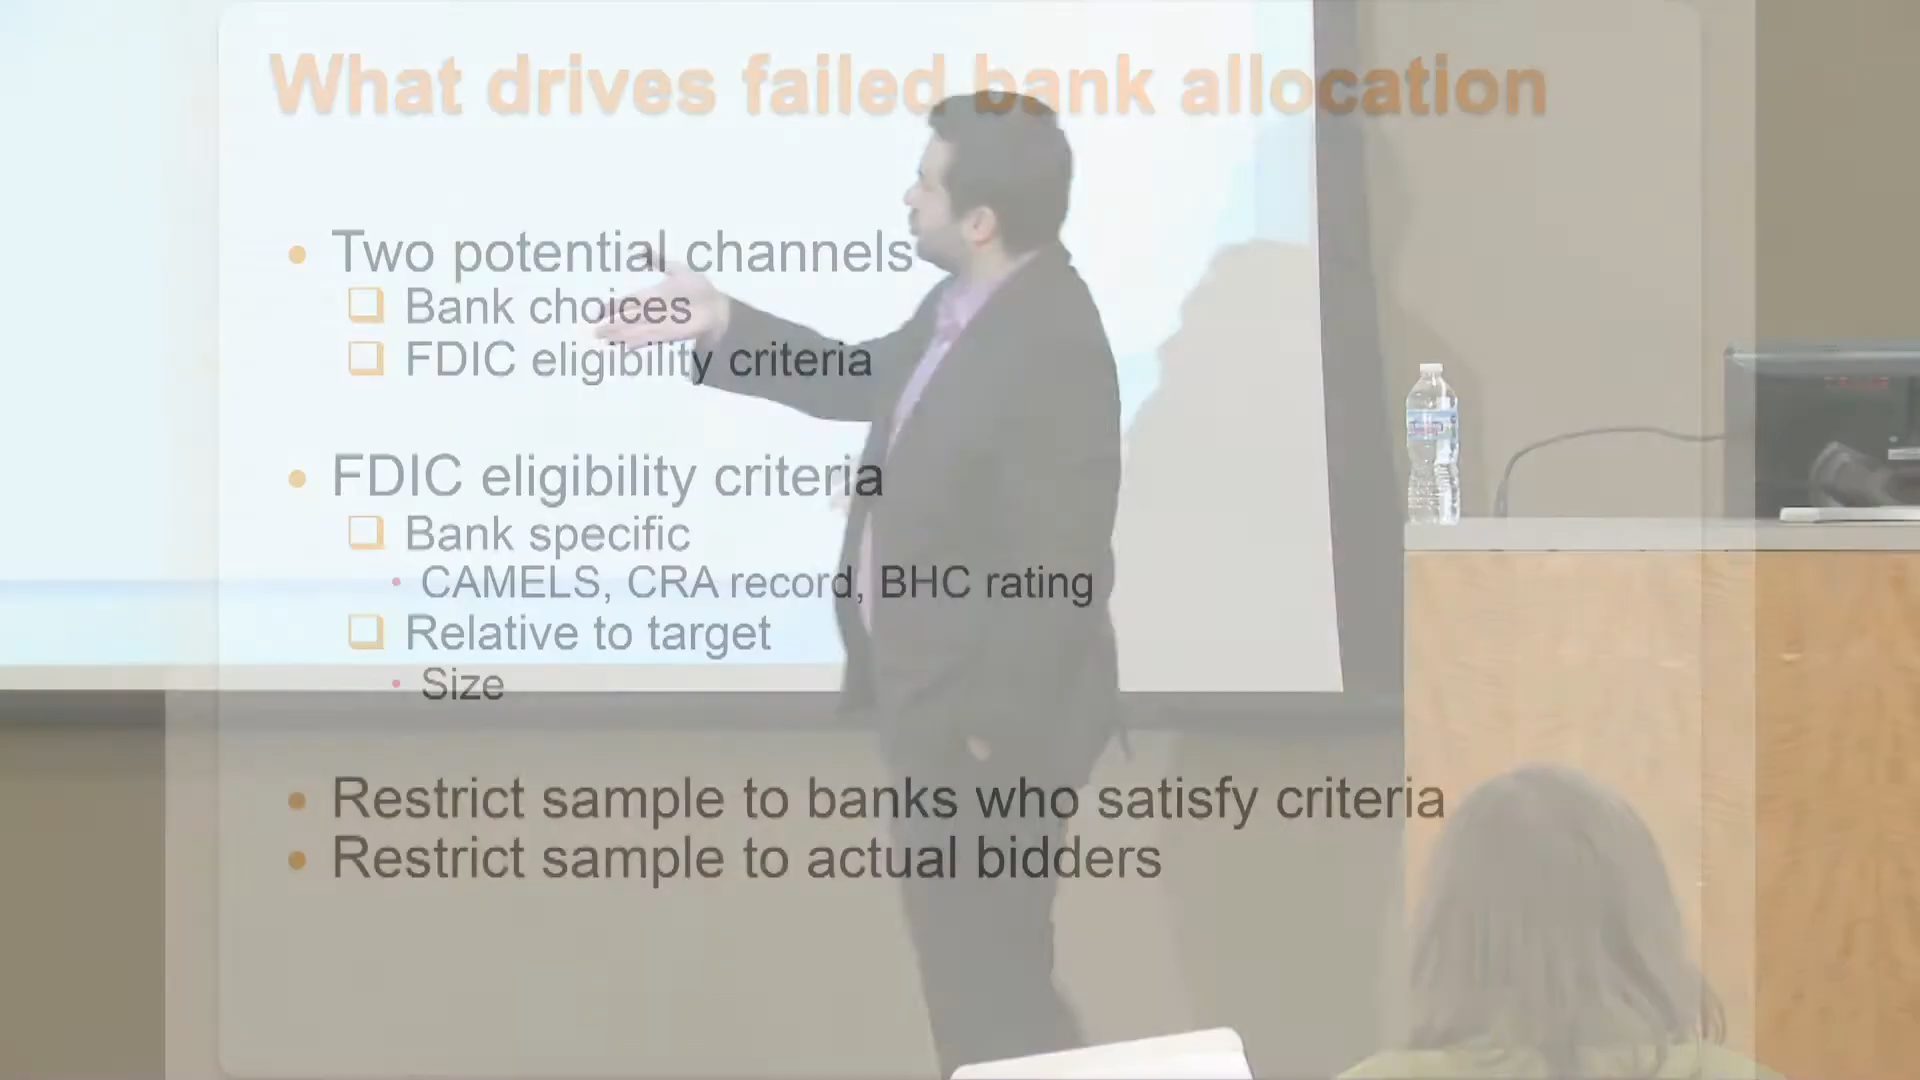 What drives failed bank allocation
Two potential channels
Bank choices
FDIC eligibility criteria
FDIC eligibility criteria
Bank specific
CAMELS, CRA record, BHC rating
Relative to target
Size
Restrict sample to banks who satisfy criteria
Restrict sample to actual bidders